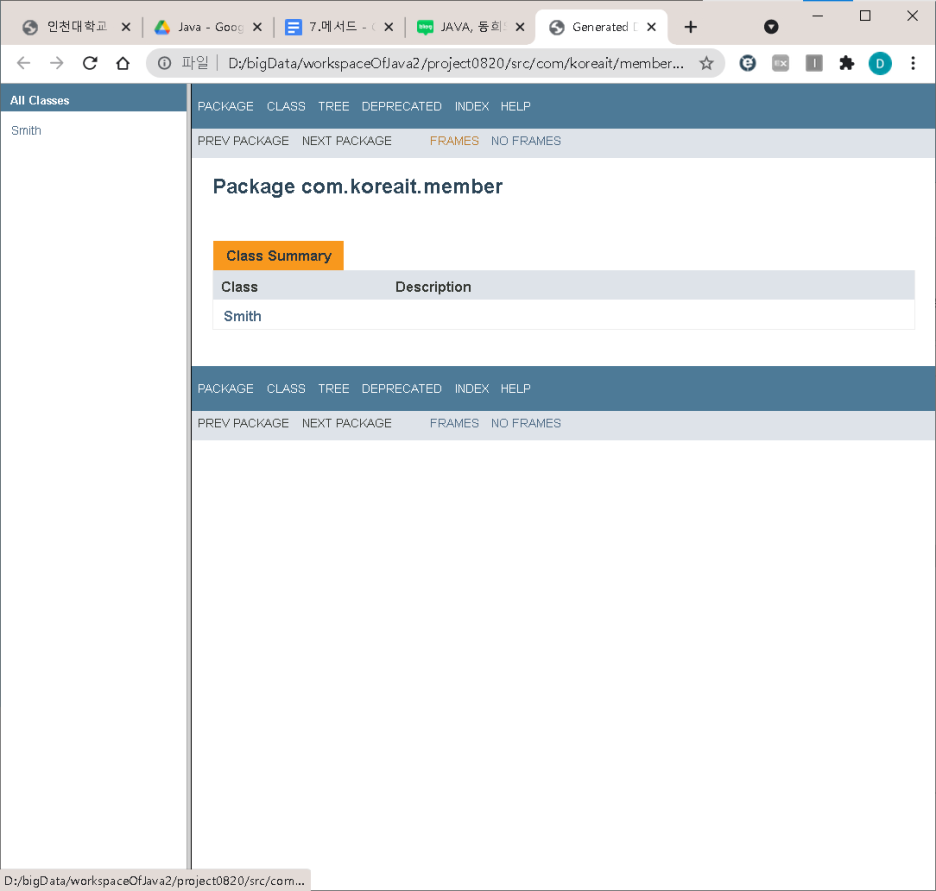 인천대학교
Java - Goog
7.메서드 -
JAVA, 동희
Generated
파일
D:/bigData/workspaceOfJava2/project0820/src/com/koreait/member...
D
All Classes
Smith
PACKAGE CLASS TREE DEPRECATED INDEX HELP
PREV PACKAGE NEXT PACKAGE FRAMES NO FRAMES
Package com.koreait.member
Class Summary
Class Description
Smith
PACKAGE CLASS TREE DEPRECATED INDEX HELP
PREV PACKAGE NEXT PACKAGE FRAMES NO FRAMES
D:/bigData/workspaceOfJava2/project0820/src/com...